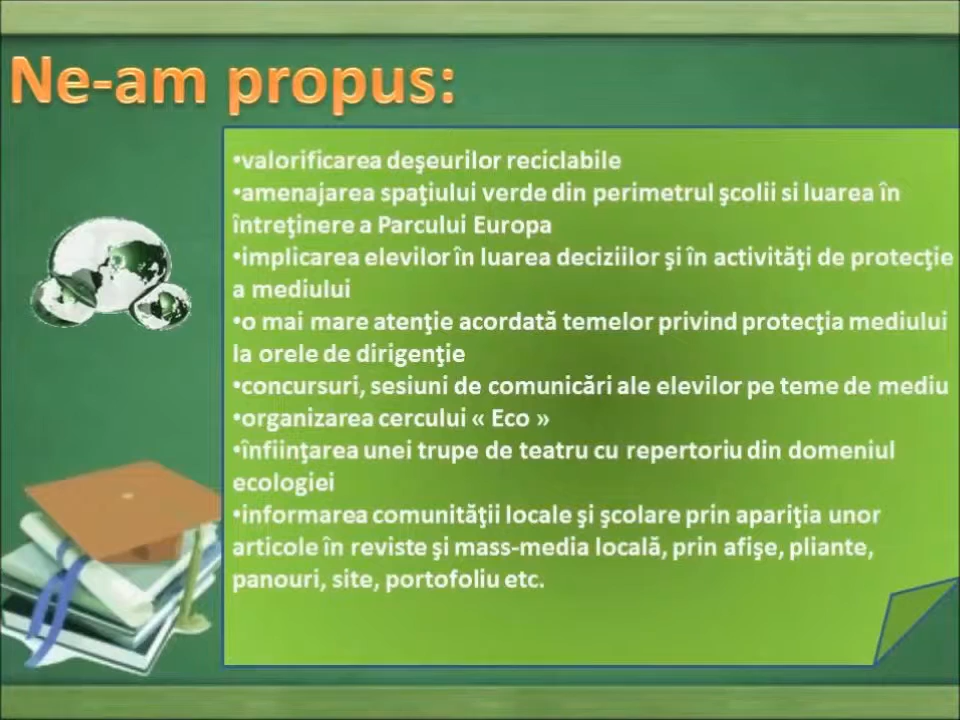 Ne-am propus:
•valorificarea deşeurilor reciclabile
•amenajarea spaţiului verde din perimetrul şcolii si luarea în
întreţinere a Parcului Europa
•implicarea elevilor în luarea deciziilor şi în activităţi de protecţie
a mediului
•o mai mare atenţie acordată temelor privind protecţia mediului
la orele de dirigenţie
•concursuri, sesiuni de comunicări ale elevilor pe teme de mediu
•organizarea cercului « Eco »
•înfiinţarea unei trupe de teatru cu repertoriu din domeniul
ecologiei
•informarea comunităţii locale şi şcolare prin apariţia unor
articole în reviste şi mass-media locală, prin afişe, pliante,
panouri, site, portofoliu etc.